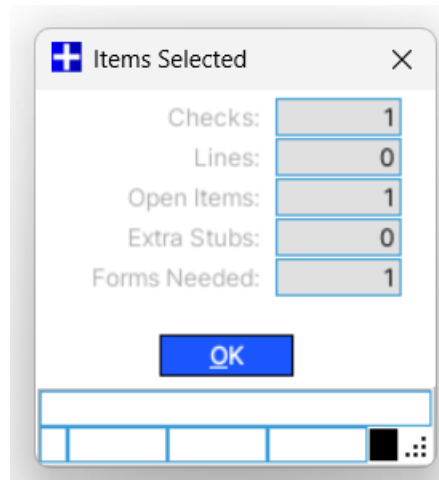 Items Selected
Checks: 1
Lines: 0
Open Items: 1
Extra Stubs: 0
Forms Needed: 1
OK